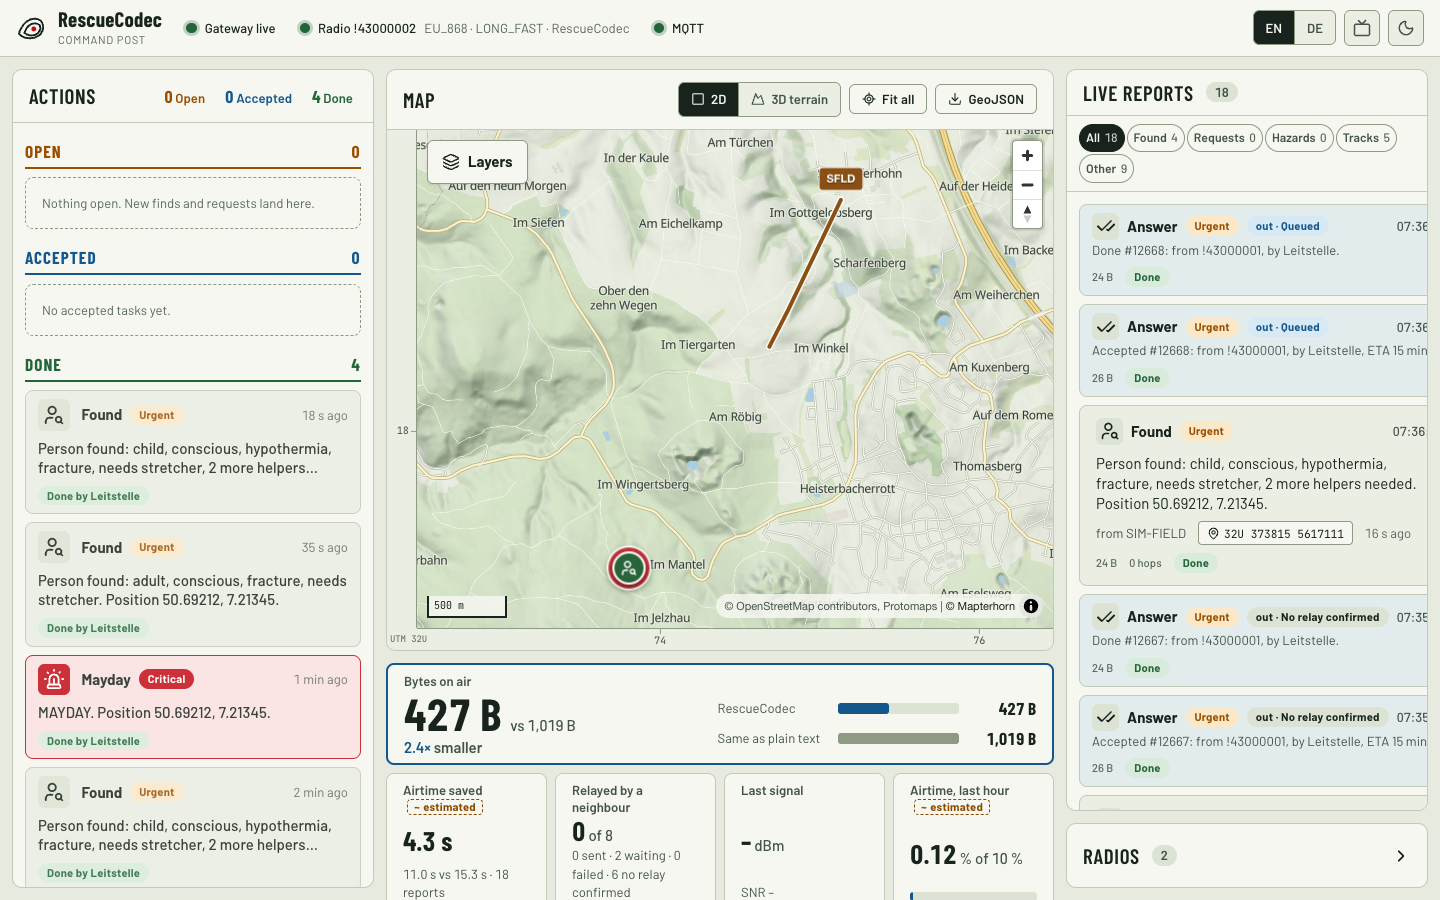 RescueCodec
COMMAND POST
Gateway live
Radio !43000002 EU_868 · LONG_FAST · RescueCodec
MQTT
EN DE
ACTIONS
0 Open 0 Accepted 4 Done
OPEN 0
Nothing open. New finds and requests land here.
ACCEPTED 0
No accepted tasks yet.
DONE 4
Found Urgent 18 s ago
Person found: child, conscious, hypothermia,
fracture, needs stretcher, 2 more helpers...
Done by Leitstelle
Found Urgent 35 s ago
Person found: adult, conscious, fracture, needs
stretcher. Position 50.69212, 7.21345.
Done by Leitstelle
Mayday Critical 1 min ago
MAYDAY. Position 50.69212, 7.21345.
Done by Leitstelle
Found Urgent 2 min ago
Person found: child, conscious, hypothermia,
fracture, needs stretcher, 2 more helpers...
Done by Leitstelle
MAP
2D 3D terrain Fit all GeoJSON
Layers
Am Türchen
In der Kaule
SFLD
Auf der Heide
Im Siefen
Am Eichelkamp
Scharfenberg
Im Backe
Ober den
zehn Wegen
Am Weiherchen
Im Tiergarten
Im Winkel
Am Kuxenberg
Am Röbig
Auf dem Rome
18
Thomasberg
Im Wingertsberg
Heisterbacherrott
rbahn
Im Mantel
500 m
© OpenStreetMap contributors, Protomaps | © Mapterhorn
Im Jelzhau
UTM 32U 74 76
Bytes on air
427 B vs 1,019 B
2.4× smaller
RescueCodec 427 B
Same as plain text 1,019 B
Airtime saved
~ estimated
4.3 s
11.0 s vs 15.3 s · 18
reports
Relayed by a
neighbour
0 of 8
0 sent · 2 waiting · 0
failed · 6 no relay
confirmed
Last signal
– dBm
SNR –
Airtime, last hour
~ estimated
0.12 % of 10 %
LIVE REPORTS 18
All 18 Found 4 Requests 0 Hazards 0 Tracks 5
Other 9
Answer Urgent out · Queued 07:36
Done #12668: from !43000001, by Leitstelle.
24 B Done
Answer Urgent out · Queued 07:36
Accepted #12668: from !43000001, by Leitstelle, ETA 15 min
26 B Done
Found Urgent 07:36
Person found: child, conscious, hypothermia,
fracture, needs stretcher, 2 more helpers needed.
Position 50.69212, 7.21345.
from SIM-FIELD 32U 373815 5617111 16 s ago
24 B 0 hops Done
Answer Urgent out · No relay confirmed 07:35
Done #12667: from !43000001, by Leitstelle.
24 B Done
Answer Urgent out · No relay confirmed 07:35
Accepted #12667: from !43000001, by Leitstelle, ETA 15 min
26 B Done
RADIOS 2